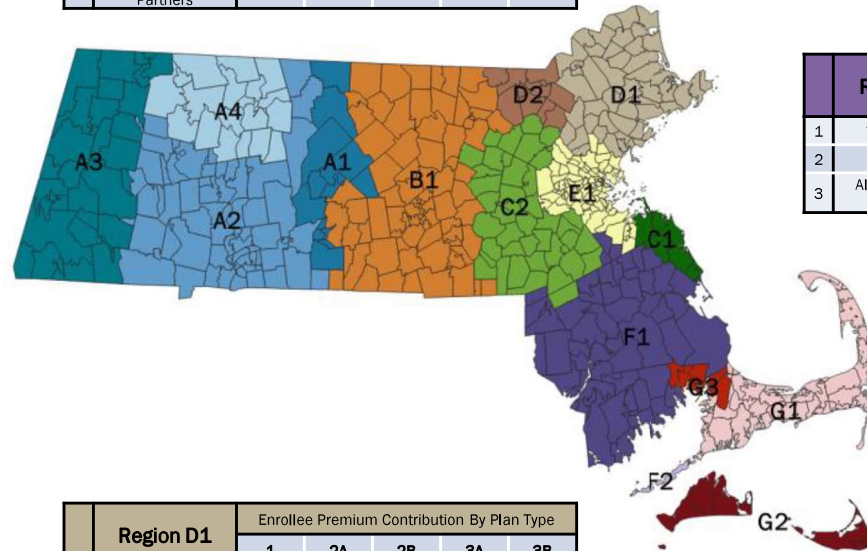 Partners
D2
D1
A4
A3
A1
B1
E1
C2
A2
C1
1
2
3
F1
G3
G1
F2
G2
Region D1
Enrollee Premium Contribution By Plan Type
1 2A 2B 3A 3B